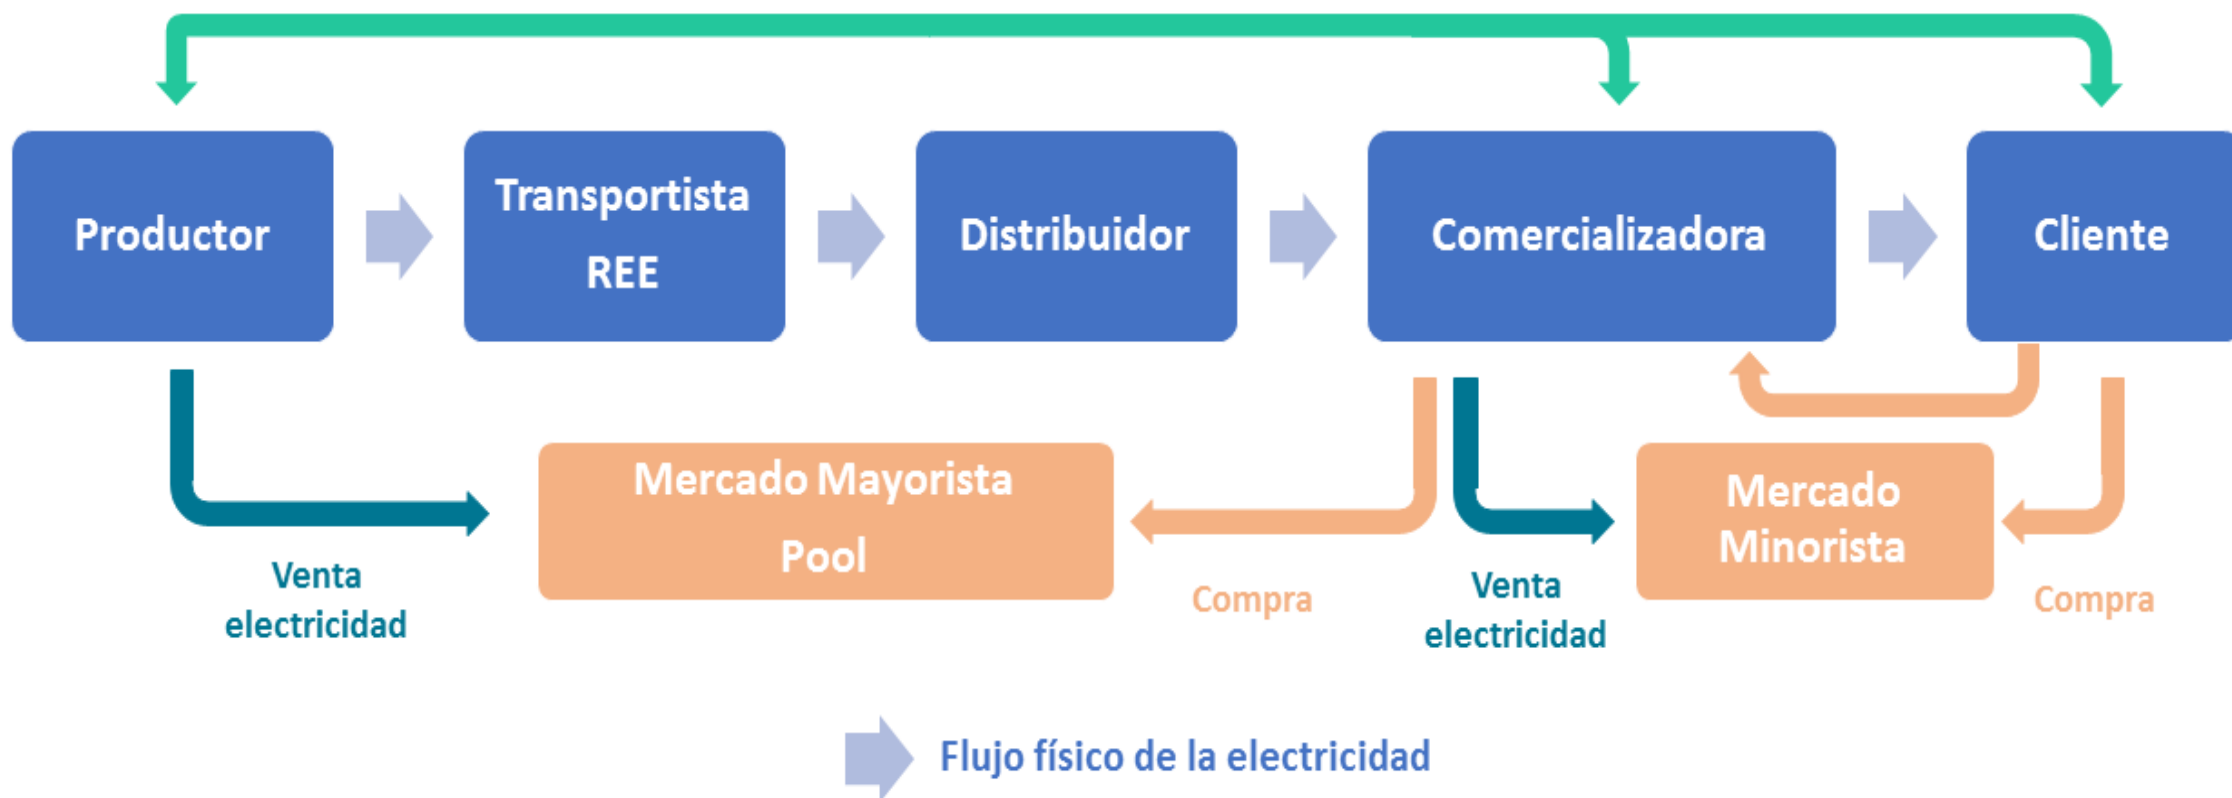 Productor
Transportista
REE
Distribuidor
Comercializadora
Cliente
Mercado Mayorista
Pool
Mercado
Minorista
Venta
electricidad
Compra
Venta
electricidad
Compra
Flujo físico de la electricidad